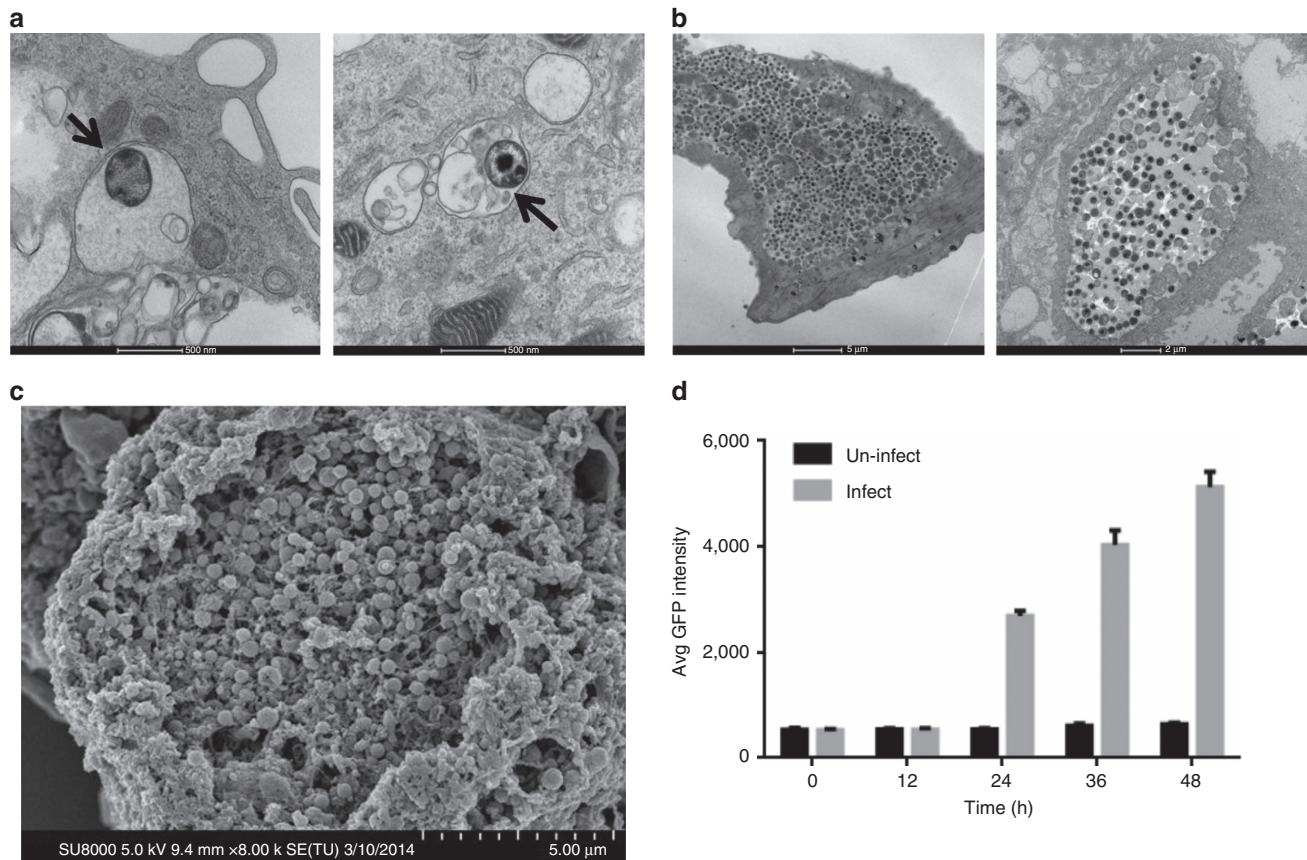 a
500 nm
500 nm
b
5 μm
2 μm
c
SU8000 5.0 kV 9.4 mm ×8.00 k SE(TU) 3/10/2014
5.00 μm
d
6,000
4,000
2,000
0
Avg GFP intensity
Un-infect
Infect
0 12 24 36 48
Time (h)